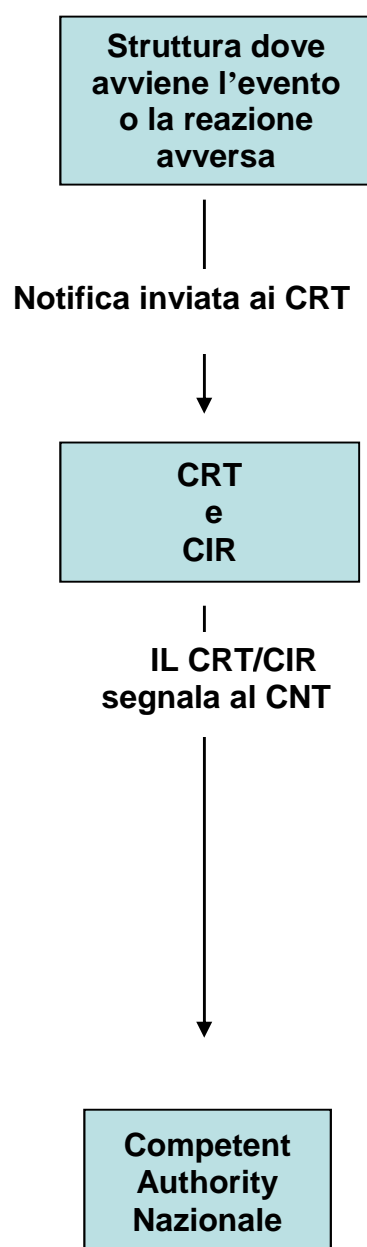 Struttura dove
avviene l’evento
o la reazione
avversa
Notifica inviata ai CRT
CRT
e
CIR
IL CRT/CIR
segnala al CNT
Competent
Authority
Nazionale